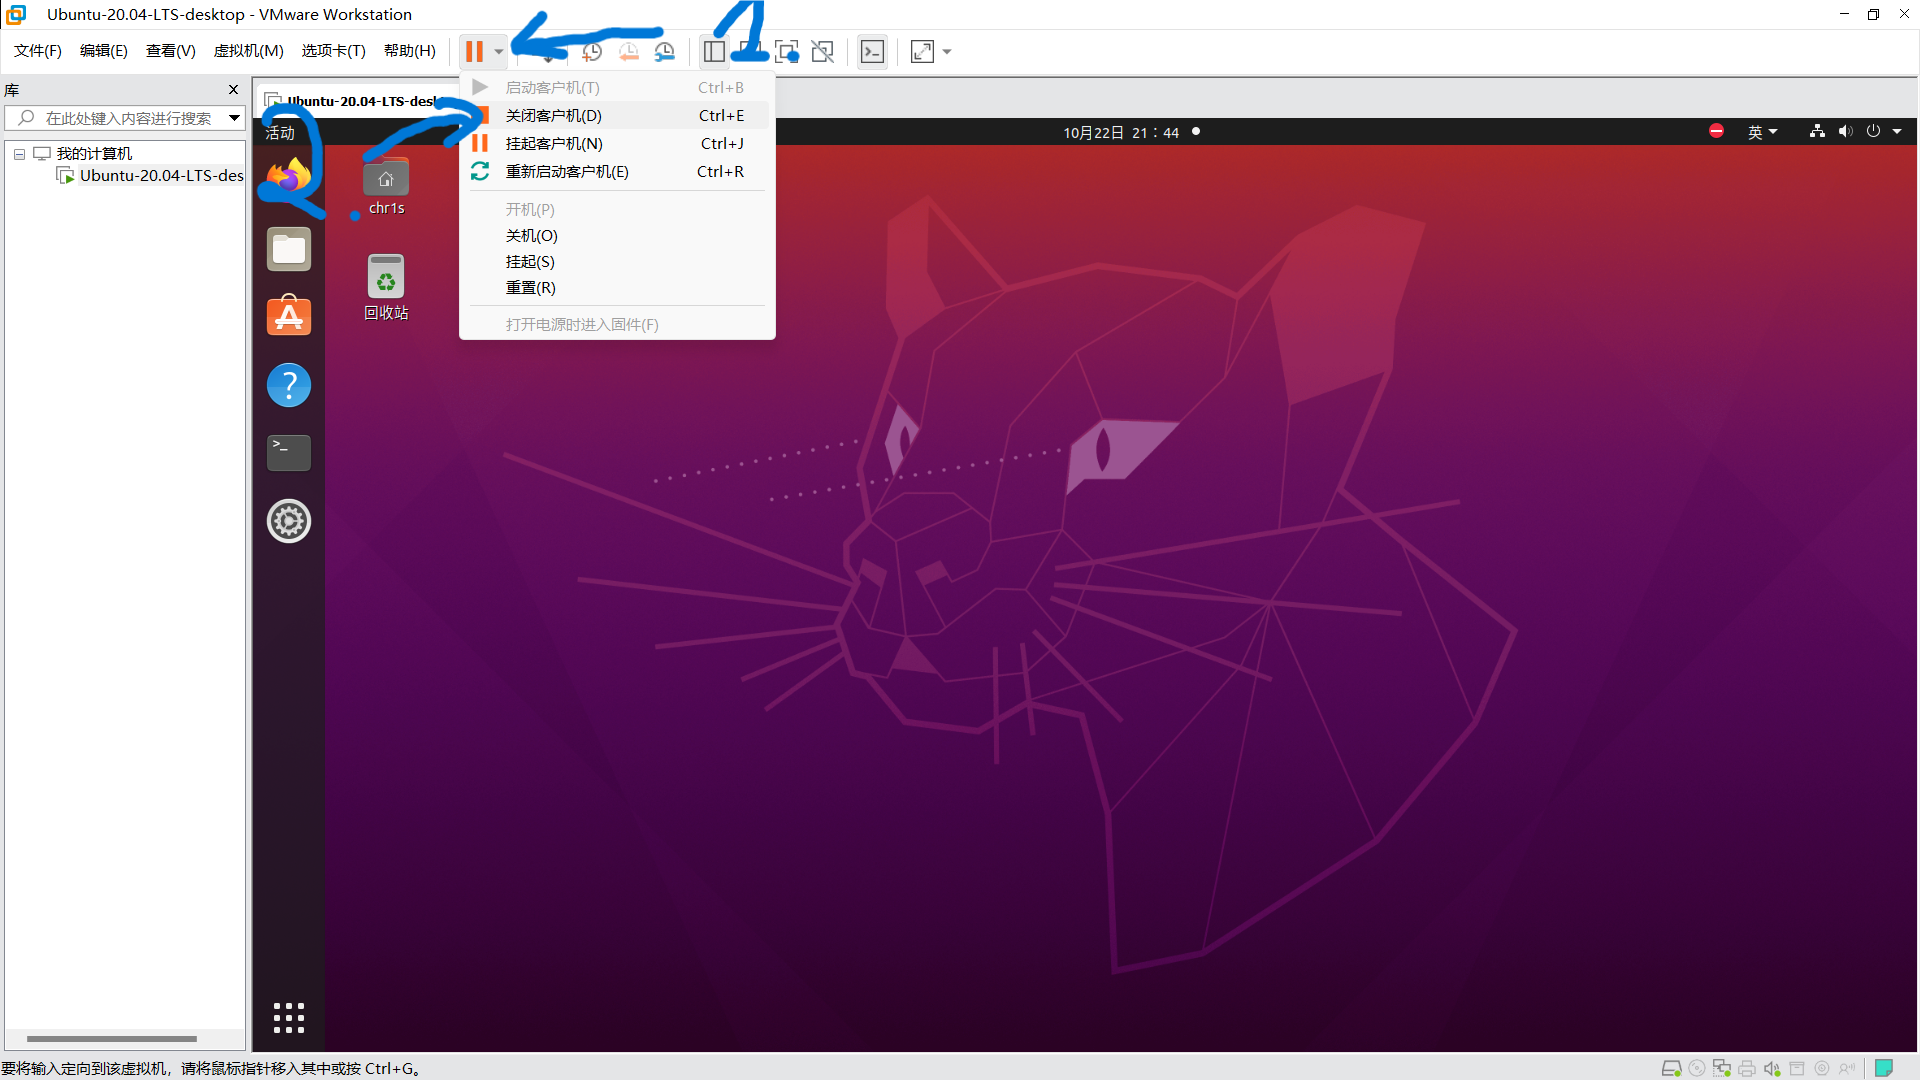 Ubuntu-20.04-LTS-desktop - VMware Workstation
文件(F) 编辑(E) 查看(V) 虚拟机(M) 选项卡(T) 帮助(H)
1
库
在此处键入内容进行搜索
我的计算机
Ubuntu-20.04-LTS-des
Ubuntu-20.04-LTS-desk
启动客户机(T) Ctrl+B
关闭客户机(D) Ctrl+E
挂起客户机(N) Ctrl+J
重新启动客户机(E) Ctrl+R
开机(P)
关机(O)
挂起(S)
重置(R)
打开电源时进入固件(F)
2.
活动
10月22日 21：44
英
chr1s
回收站
要将输入定向到该虚拟机，请将鼠标指针移入其中或按 Ctrl+G。